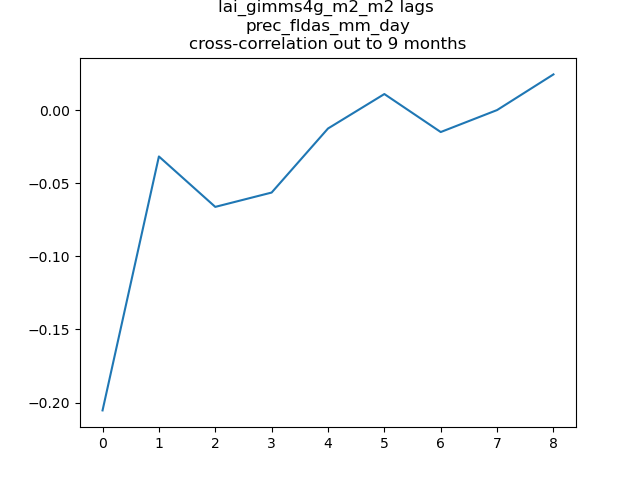 lai_gimms4g_m2_m2 lags
prec_fldas_mm_day
cross-correlation out to 9 months
0.00
−0.05
−0.10
−0.15
−0.20
0 1 2 3 4 5 6 7 8